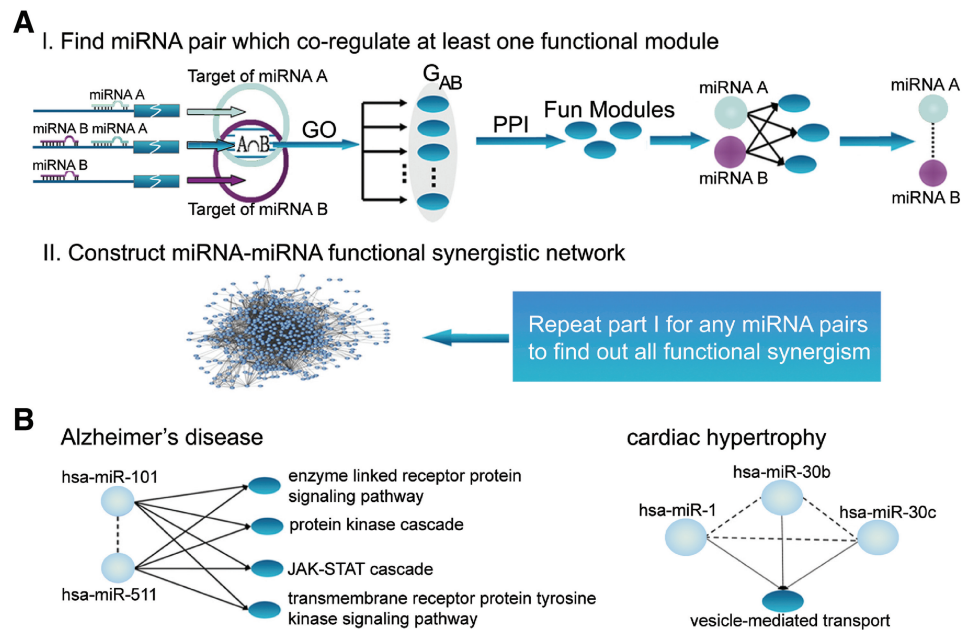 A
I. Find miRNA pair which co-regulate at least one functional module
Target of miRNA A
miRNA A
miRNA B miRNA A
miRNA B
A∩B
Target of miRNA B
GO
GAB
PPI
Fun Modules
miRNA A
miRNA B
miRNA A
miRNA B
II. Construct miRNA-miRNA functional synergistic network
Repeat part I for any miRNA pairs
to find out all functional synergism
B
Alzheimer's disease
hsa-miR-101
hsa-miR-511
enzyme linked receptor protein
signaling pathway
protein kinase cascade
JAK-STAT cascade
transmembrane receptor protein tyrosine
kinase signaling pathway
cardiac hypertrophy
hsa-miR-30b
hsa-miR-1
hsa-miR-30c
vesicle-mediated transport